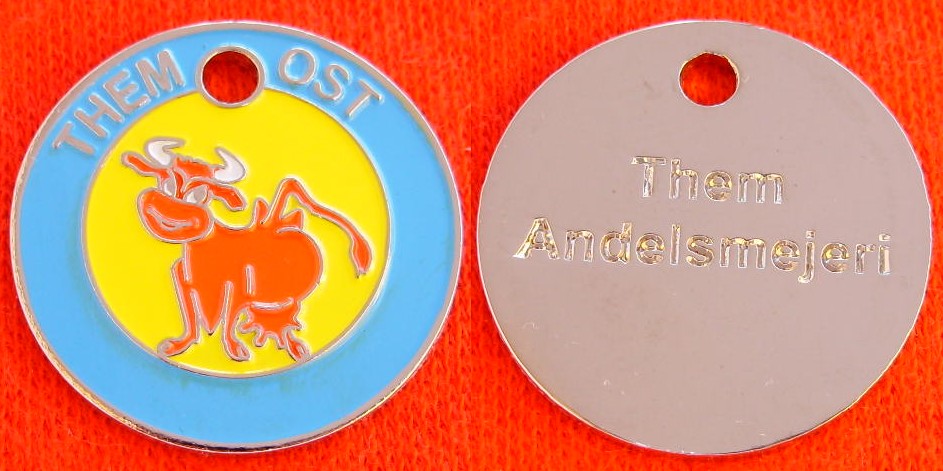 THEM OST
Them
Andelsmejeri